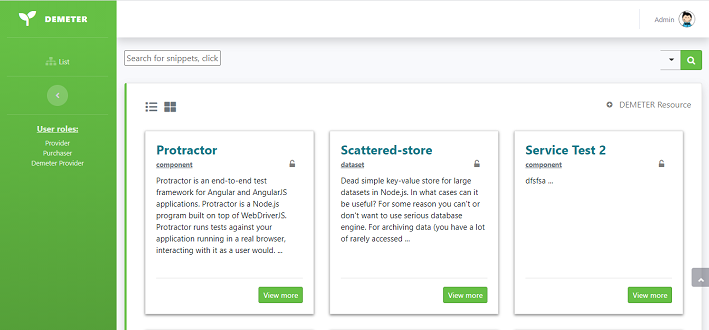 DEMETER
Admin
List
User roles:
Provider
Purchaser
Demeter Provider
Search for snippets, click
DEMETER Resource
Protractor
component
Protractor is an end-to-end test
framework for Angular and AngularJS
applications. Protractor is a Node.js
program built on top of WebDriverJS.
Protractor runs tests against your
application running in a real browser,
interacting with it as a user would. ...
View more
Scattered-store
dataset
Dead simple key-value store for large
datasets in Node.js. In what cases can it
be useful? For some reason you can't or
don't want to use serious database
engine. For archiving data (you have a lot
of rarely accessed ...
View more
Service Test 2
component
dfsfsa ...
View more